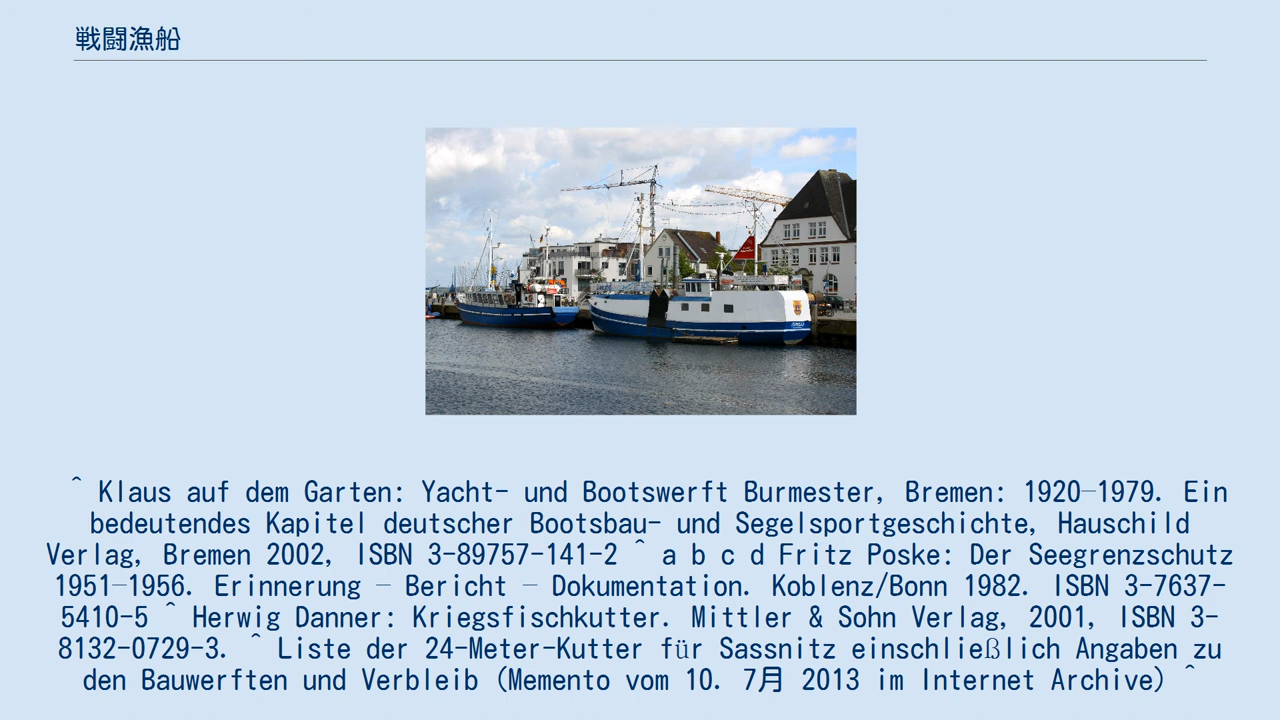 戦闘漁船
^ Klaus auf dem Garten: Yacht- und Bootswerft Burmester, Bremen: 1920–1979. Ein
bedeutendes Kapitel deutscher Bootsbau- und Segelsportgeschichte, Hauschild
Verlag, Bremen 2002, ISBN 3-89757-141-2 ^ a b c d Fritz Poske: Der Seegrenzschutz
1951–1956. Erinnerung – Bericht – Dokumentation. Koblenz/Bonn 1982. ISBN 3-7637-
5410-5 ^ Herwig Danner: Kriegsfischkutter. Mittler & Sohn Verlag, 2001, ISBN 3-
8132-0729-3. ^ Liste der 24-Meter-Kutter für Sassnitz einschließlich Angaben zu
den Bauwerften und Verbleib (Memento vom 10. 7月 2013 im Internet Archive) ^